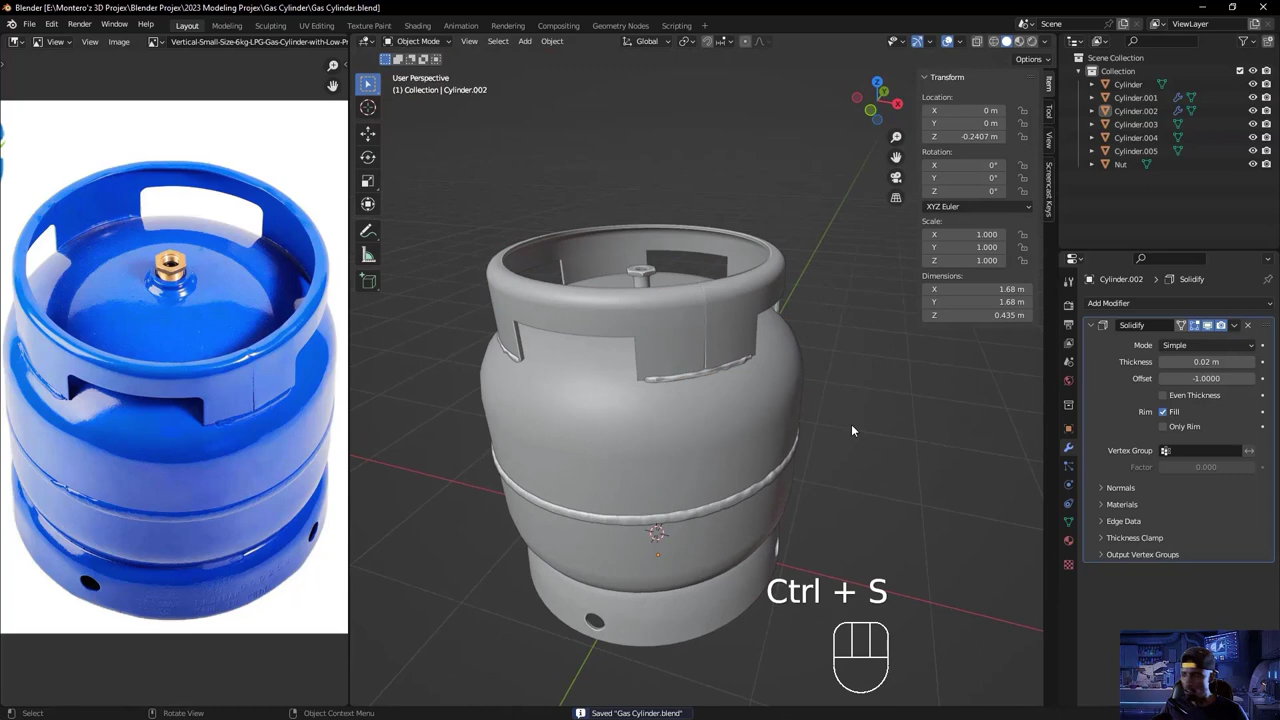 Blender [E:\Montero'z 3D Projex\Blender Projex\2023 Modeling Projex\Gas Cylinder\Gas Cylinder.blend]
File Edit Render Window Help Layout Modeling Sculpting UV Editing Texture Paint Shading Animation Rendering Compositing Geometry Nodes Scripting Scene ViewLayer
View View Image Vertical-Small-Size-6kg-LPG-Gas-Cylinder-with-Low-Pr
Object Mode View Select Add Object Global
Options
User Perspective
(1) Collection | Cylinder.002
X
Y
Z
Transform
Location:
X 0 m
Y 0 m
Z -0.2407 m
Rotation:
X 0°
Y 0°
Z 0°
XYZ Euler
Scale:
X 1.000
Y 1.000
Z 1.000
Dimensions:
X 1.68 m
Y 1.68 m
Z 0.435 m
Item
Tool
View
Screencast Keys
Scene Collection
Collection
Cylinder
Cylinder.001
Cylinder.002
Cylinder.003
Cylinder.004
Cylinder.005
Nut
Cylinder.002 Solidify
Add Modifier
Solidify
Mode Simple
Thickness 0.02 m
Offset -1.0000
Even Thickness
Rim Fill
Only Rim
Vertex Group
Factor 0.000
Normals
Materials
Edge Data
Thickness Clamp
Output Vertex Groups
Ctrl + S
Select Rotate View Object Context Menu Saved "Gas Cylinder.blend"